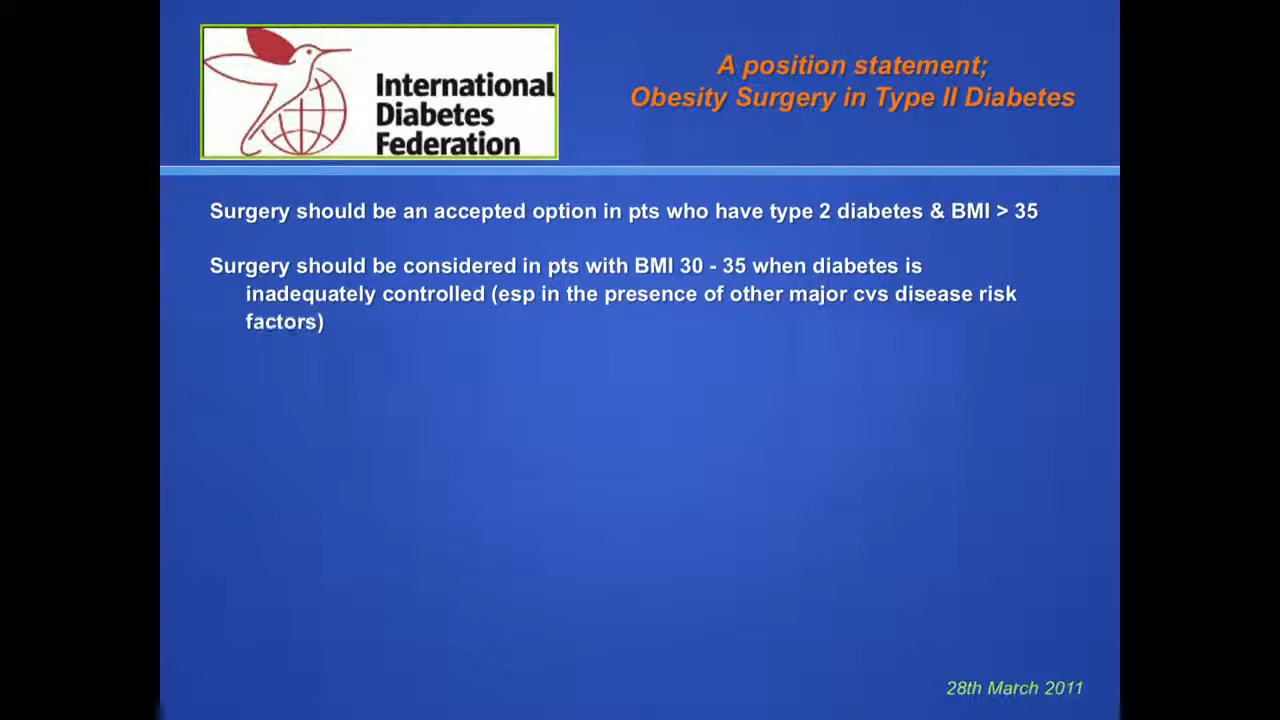 International
Diabetes
Federation
A position statement;
Obesity Surgery in Type II Diabetes
Surgery should be an accepted option in pts who have type 2 diabetes & BMI > 35
Surgery should be considered in pts with BMI 30 - 35 when diabetes is
inadequately controlled (esp in the presence of other major cvs disease risk
factors)
28th March 2011